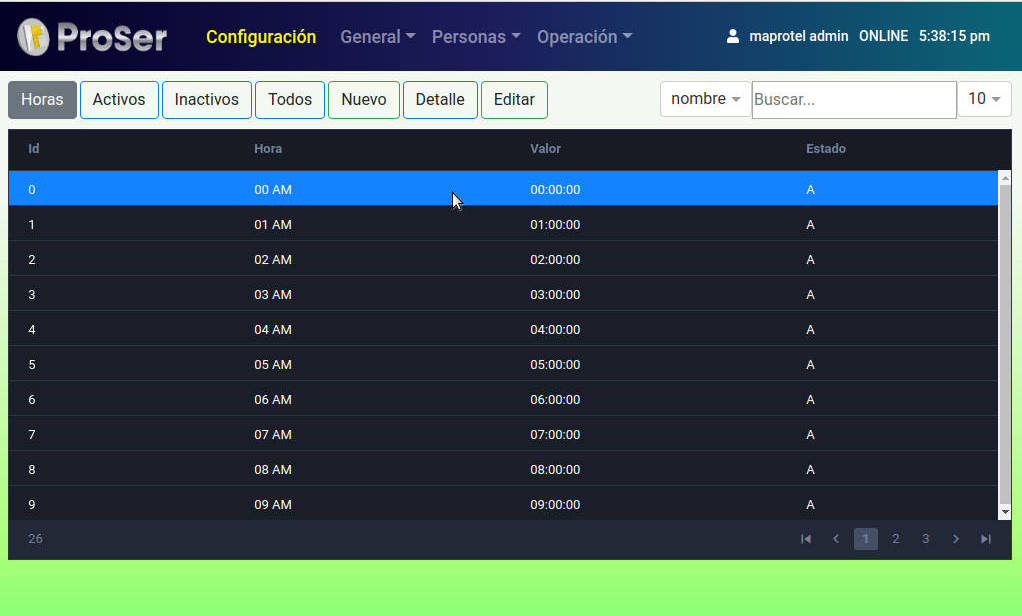 ProSer Configuración General Personas Operación maprotel admin ONLINE 5:38:15 pm
Horas Activos Inactivos Todos Nuevo Detalle Editar nombre Buscar... 10
Id Hora Valor Estado
0 00 AM 00:00:00 A
1 01 AM 01:00:00 A
2 02 AM 02:00:00 A
3 03 AM 03:00:00 A
4 04 AM 04:00:00 A
5 05 AM 05:00:00 A
6 06 AM 06:00:00 A
7 07 AM 07:00:00 A
8 08 AM 08:00:00 A
9 09 AM 09:00:00 A
26 1 2 3